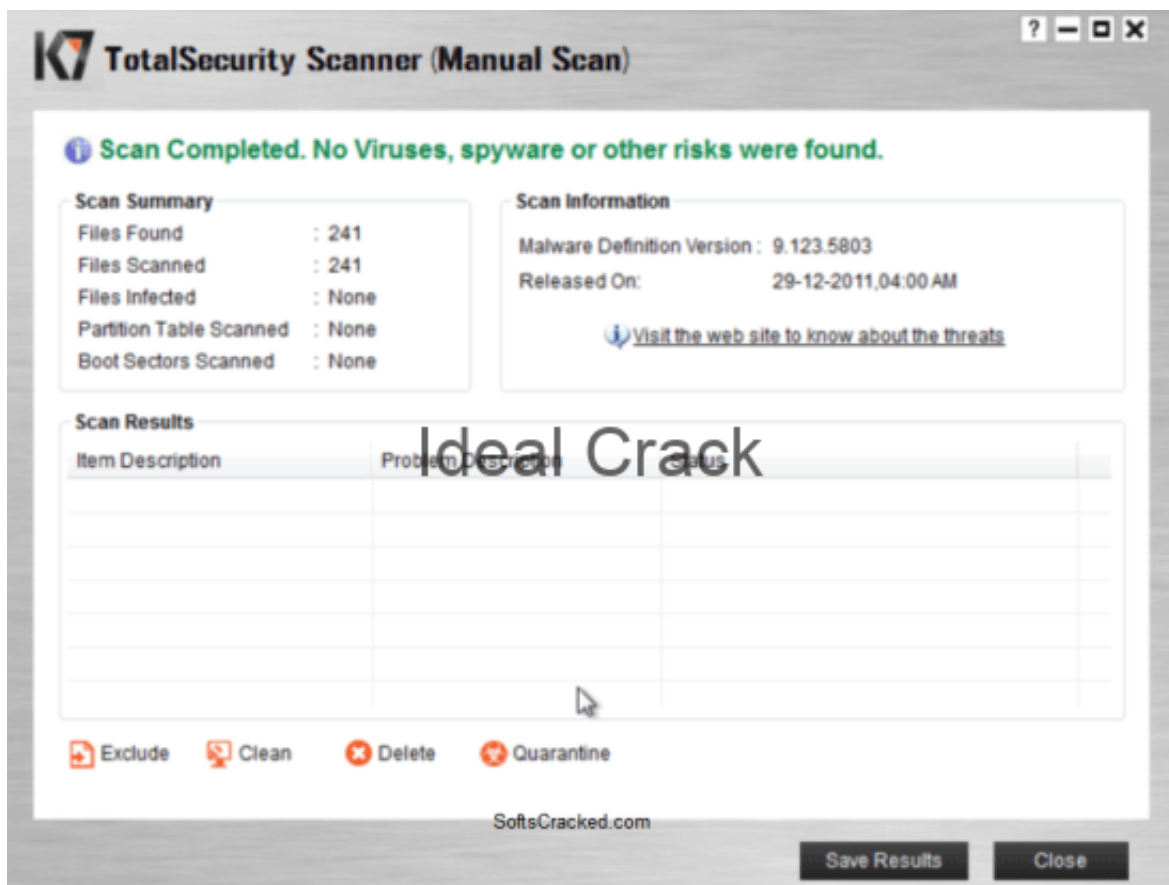 K7 TotalSecurity Scanner (Manual Scan)
?
Scan Completed. No Viruses, spyware or other risks were found.
Scan Summary
Files Found : 241
Files Scanned : 241
Files Infected : None
Partition Table Scanned : None
Boot Sectors Scanned : None
Scan Information
Malware Definition Version : 9.123.5803
Released On: 29-12-2011,04:00 AM
Visit the web site to know about the threats
Scan Results
Item Description Problem Description Status
Ideal Crack
Exclude Clean Delete Quarantine
SoftsCracked.com
Save Results Close